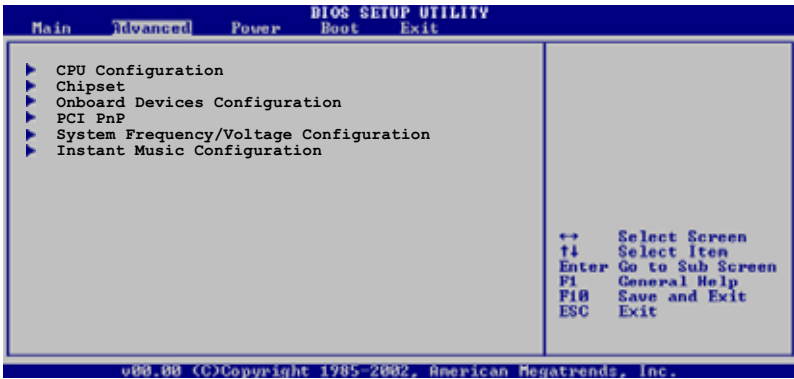 BIOS SETUP UTILITY
Main Advanced Power Boot Exit
CPU Configuration
Chipset
Onboard Devices Configuration
PCI PnP
System Frequency/Voltage Configuration
Instant Music Configuration
↔ Select Screen
↑↓ Select Item
Enter Go to Sub Screen
F1 General Help
F10 Save and Exit
ESC Exit
v00.00 (C)Copyright 1985-2002, American Megatrends, Inc.